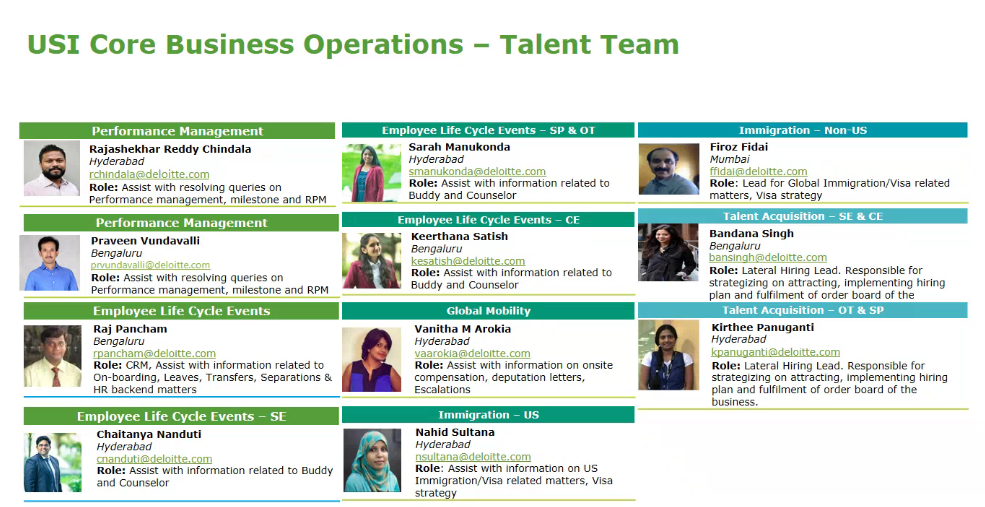 USI Core Business Operations – Talent Team
Performance Management
Rajashekhar Reddy Chindala
Hyderabad
rchindala@deloitte.com
Role: Assist with resolving queries on
Performance management, milestone and RPM
Performance Management
Praveen Vundavalli
Bengaluru
prvundavalli@deloitte.com
Role: Assist with resolving queries on
Performance management, milestone and RPM
Employee Life Cycle Events
Raj Pancham
Bengaluru
rpancham@deloitte.com
Role: CRM, Assist with information related to
On-boarding, Leaves, Transfers, Separations &
HR backend matters
Employee Life Cycle Events – SE
Chaitanya Nanduti
Hyderabad
cnanduti@deloitte.com
Role: Assist with information related to Buddy
and Counselor
Employee Life Cycle Events – SP & OT
Sarah Manukonda
Hyderabad
smanukonda@deloitte.com
Role: Assist with information related to
Buddy and Counselor
Employee Life Cycle Events – CE
Keerthana Satish
Bengaluru
kesatish@deloitte.com
Role: Assist with information related to
Buddy and Counselor
Global Mobility
Vanitha M Arokia
Hyderabad
vaarokia@deloitte.com
Role: Assist with information on onsite
compensation, deputation letters,
Escalations
Immigration – US
Nahid Sultana
Hyderabad
nsultana@deloitte.com
Role: Assist with information on US
Immigration/Visa related matters, Visa
strategy
Immigration – Non-US
Firoz Fidai
Mumbai
ffidai@deloitte.com
Role: Lead for Global Immigration/Visa related
matters, Visa strategy
Talent Acquisition – SE & CE
Bandana Singh
Bengaluru
bansingh@deloitte.com
Role: Lateral Hiring Lead. Responsible for
strategizing on attracting, implementing hiring
plan and fulfilment of order board of the
Talent Acquisition – OT & SP
Kirthee Panuganti
Hyderabad
kpanuganti@deloitte.com
Role: Lateral Hiring Lead. Responsible for
strategizing on attracting, implementing hiring
plan and fulfilment of order board of the
business.